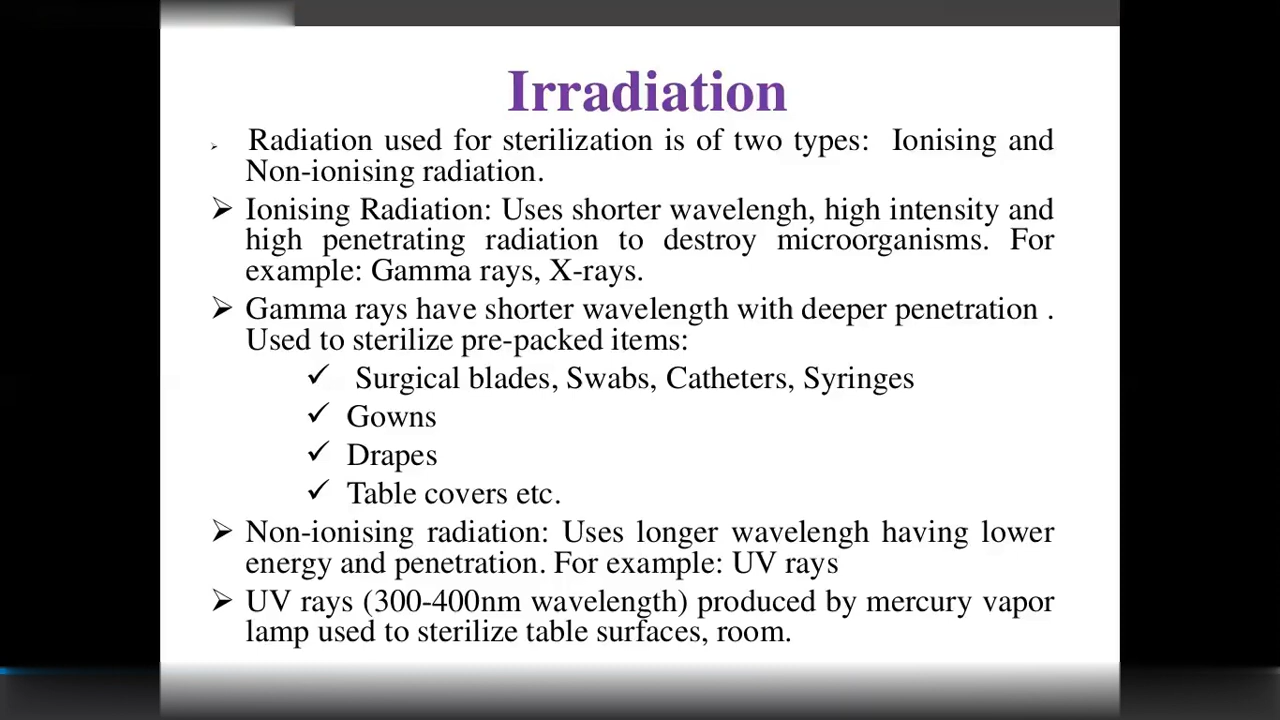 Irradiation
➢ Radiation used for sterilization is of two types: Ionising and
Non-ionising radiation.
➢ Ionising Radiation: Uses shorter wavelengh, high intensity and
high penetrating radiation to destroy microorganisms. For
example: Gamma rays, X-rays.
➢ Gamma rays have shorter wavelength with deeper penetration .
Used to sterilize pre-packed items:
✓ Surgical blades, Swabs, Catheters, Syringes
✓ Gowns
✓ Drapes
✓ Table covers etc.
➢ Non-ionising radiation: Uses longer wavelengh having lower
energy and penetration. For example: UV rays
➢ UV rays (300-400nm wavelength) produced by mercury vapor
lamp used to sterilize table surfaces, room.